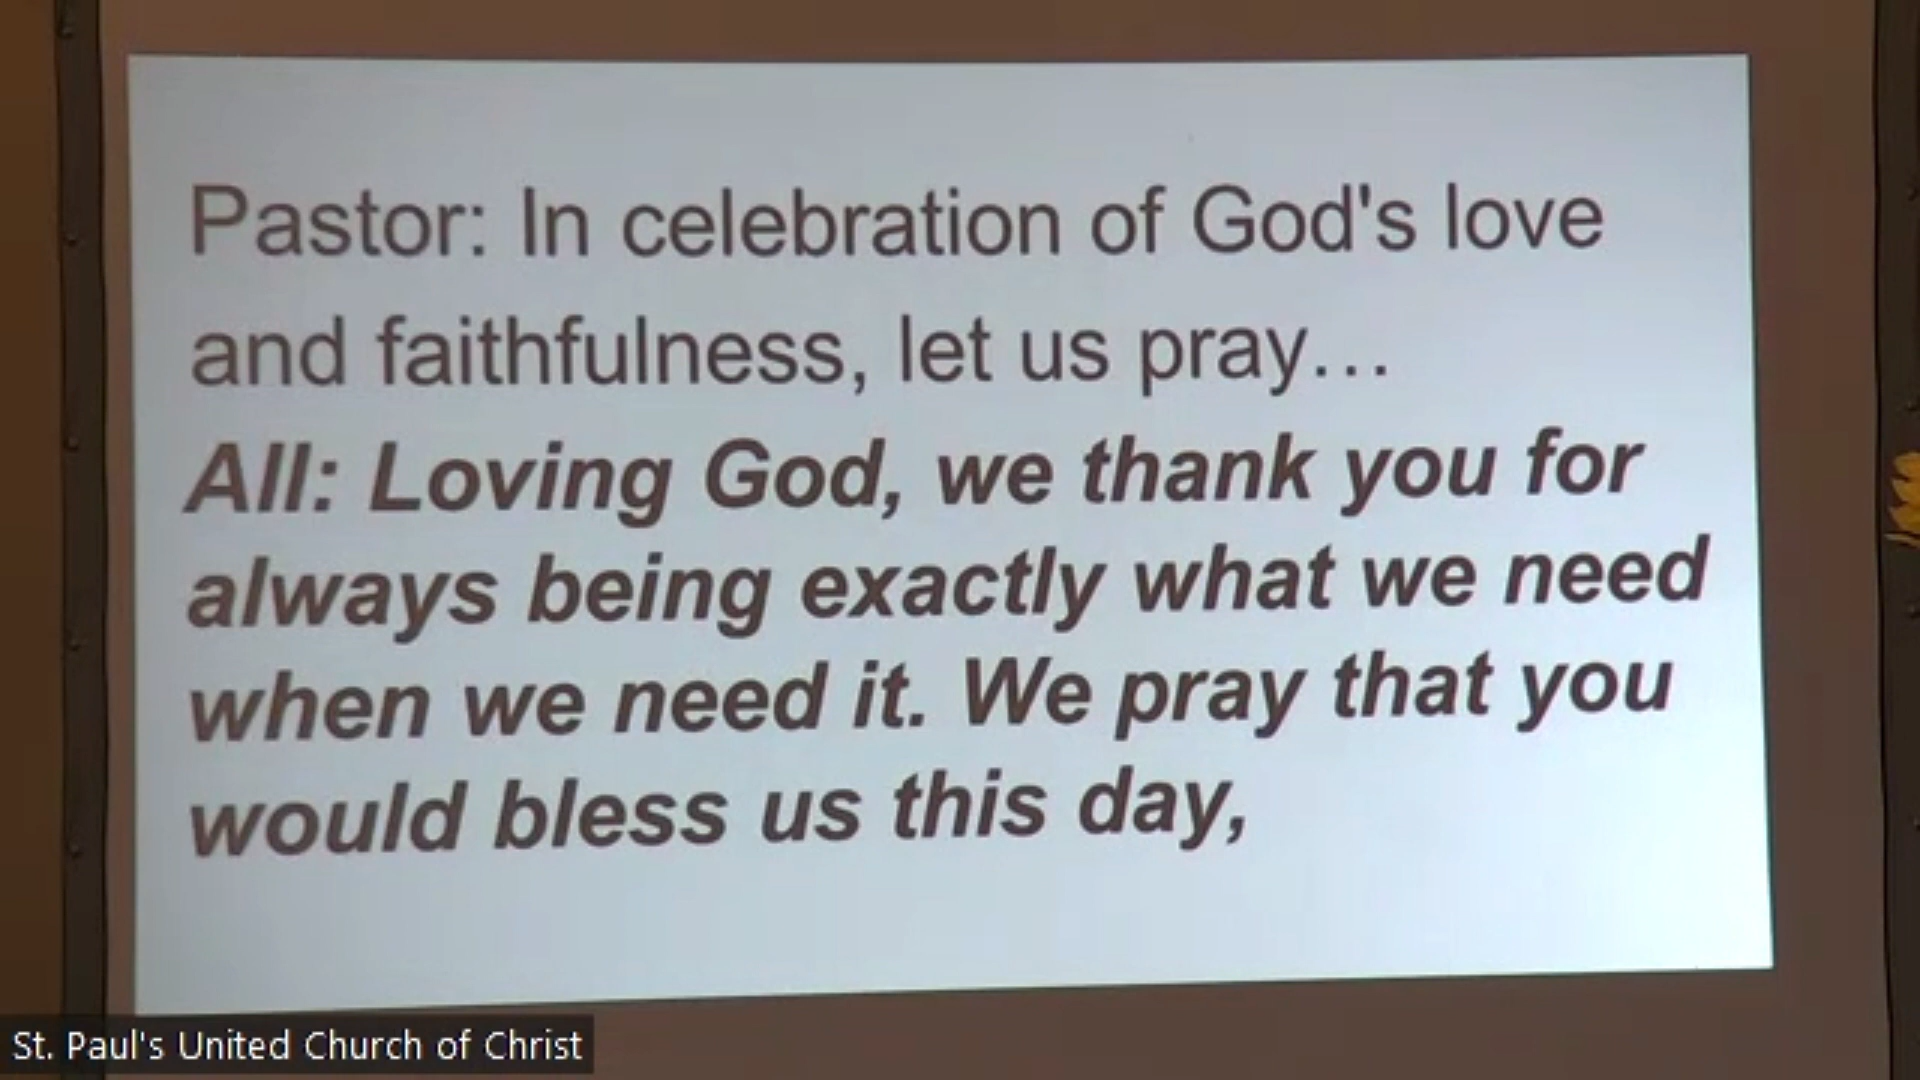 Pastor: In celebration of God's love
and faithfulness, let us pray…
All: Loving God, we thank you for
always being exactly what we need
when we need it. We pray that you
would bless us this day,
St. Paul's United Church of Christ